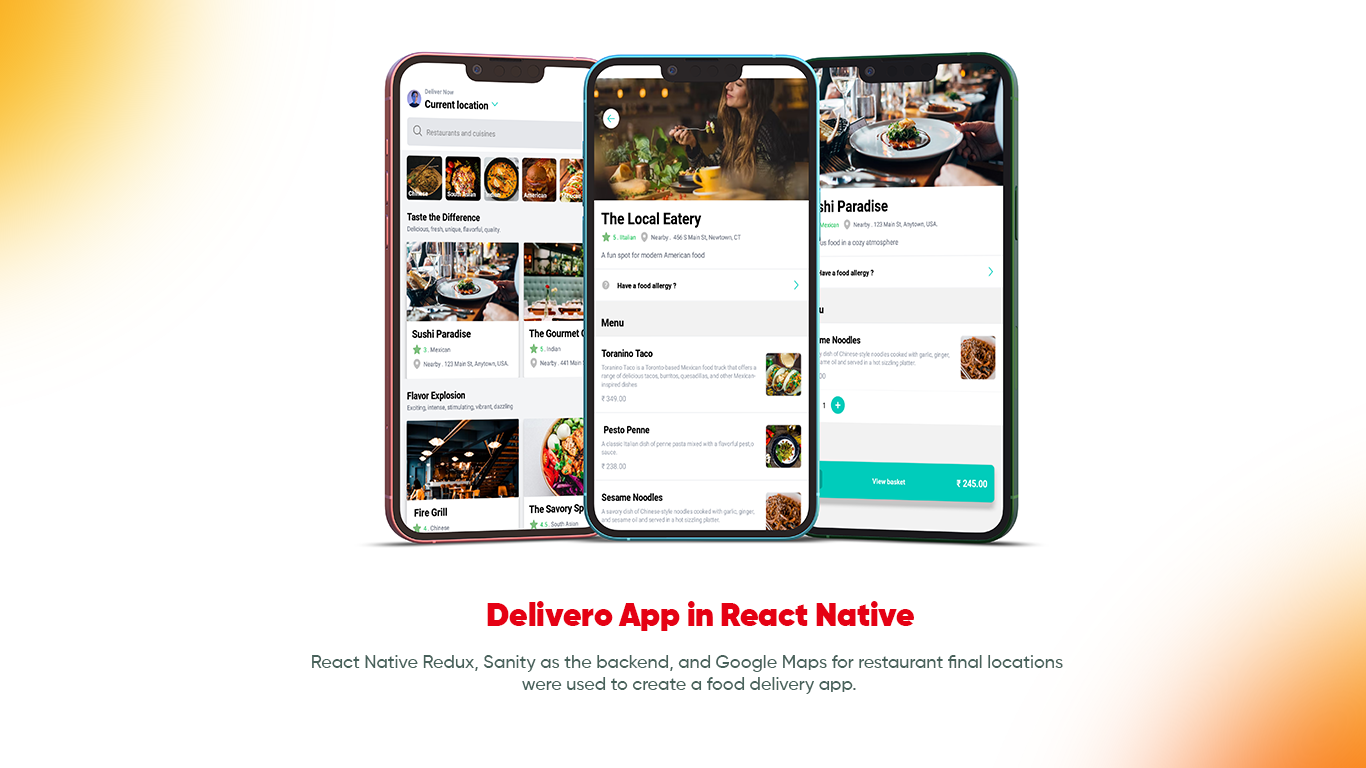 Deliver Now
Current location
Restaurants and cuisines
Chinese
South Asian
American
Taste the Difference
Delicious, fresh, unique, flavorful, quality.
Sushi Paradise
3 . Mexican
Nearby . 123 Main St, Anytown, USA.
The Gourmet
5 . Indian
Nearby . 441 Main
Flavor Explosion
Exciting, intense, stimulating, vibrant, dazzling
Fire Grill
4 . Chinese
The Savory Sp
4.5 . South Asian
The Local Eatery
5 . Italian Nearby . 456 S Main St, Newtown, CT
A fun spot for modern American food
Have a food allergy ?
Menu
Toranino Taco
Toranino Taco is a Toronto-based Mexican food truck that offers a
range of delicious tacos, burritos, quesadillas, and other Mexican-
inspired dishes
₹ 349.00
Pesto Penne
A classic Italian dish of penne pasta mixed with a flavorful pesto
sauce.
₹ 238.00
Sesame Noodles
A savory dish of Chinese-style noodles cooked with garlic, ginger,
and sesame oil and served in a hot sizzling platter.
shi Paradise
Mexican Nearby . 123 Main St, Anytown, USA.
us food in a cozy atmosphere
Have a food allergy ?
u
me Noodles
y dish of Chinese style noodles cooked with garlic, ginger,
ame oil and served in a hot sizzling platter.
00
1 +
View basket ₹ 245.00
Delivero App in React Native
React Native Redux, Sanity as the backend, and Google Maps for restaurant final locations
were used to create a food delivery app.